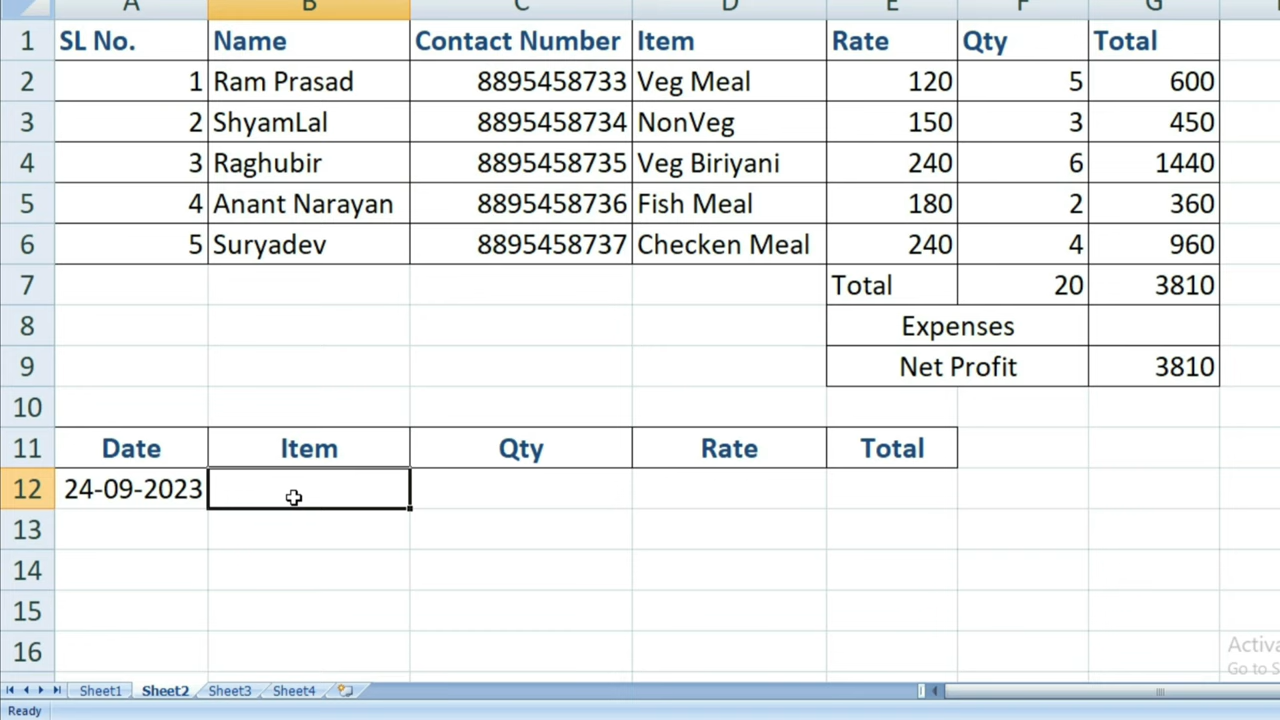 A B C D E F G
1 SL No. Name Contact Number Item Rate Qty Total
2 1 Ram Prasad 8895458733 Veg Meal 120 5 600
3 2 ShyamLal 8895458734 NonVeg 150 3 450
4 3 Raghubir 8895458735 Veg Biriyani 240 6 1440
5 4 Anant Narayan 8895458736 Fish Meal 180 2 360
6 5 Suryadev 8895458737 Checken Meal 240 4 960
7 Total 20 3810
8 Expenses
9 Net Profit 3810
10
11 Date Item Qty Rate Total
12 24-09-2023
13
14
15
16
Activa
Go to S
Sheet1 Sheet2 Sheet3 Sheet4
Ready